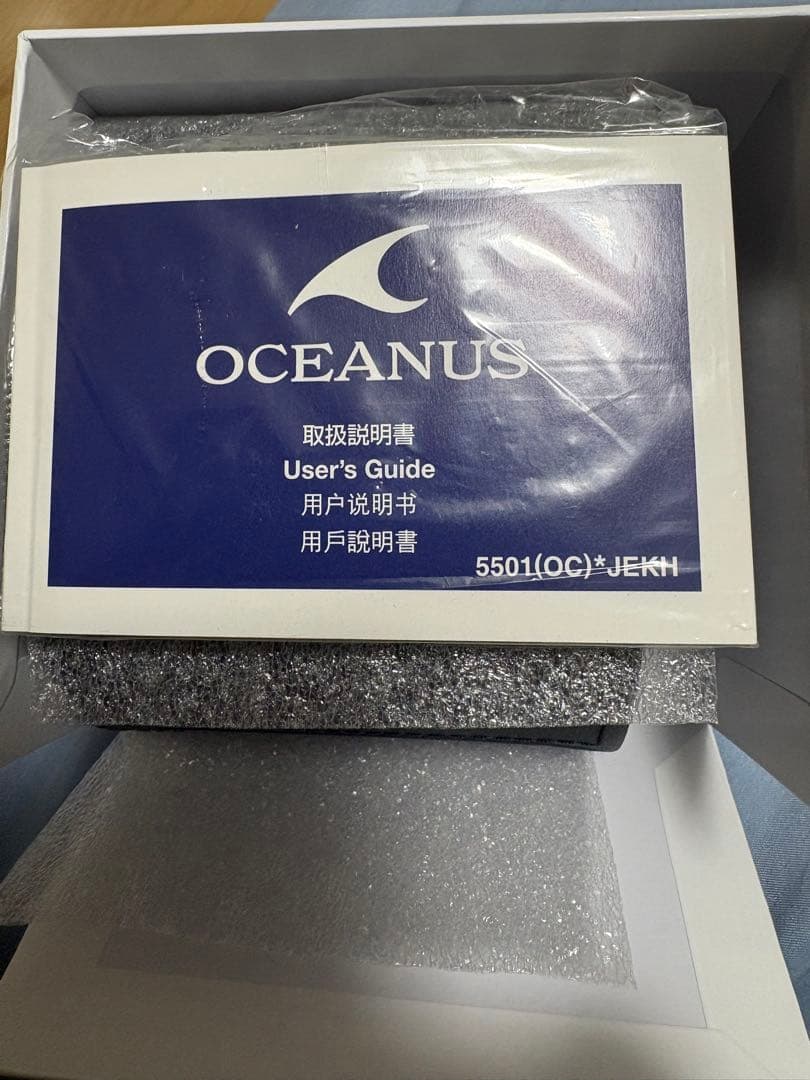 OCEANUS
取扱説明書
User's Guide
用户说明书
用戶說明書
5501(OC)*JEKH